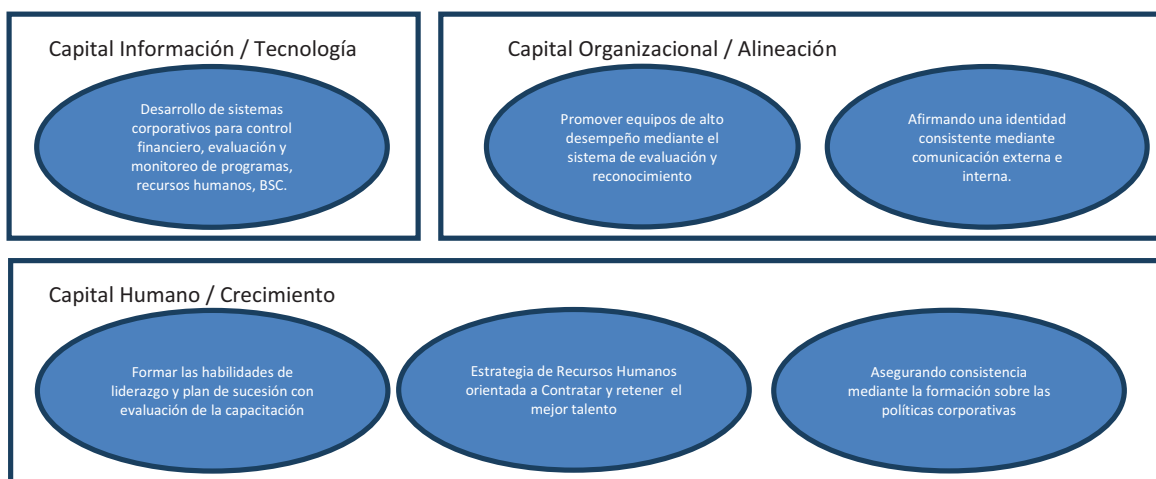 Capital Información / Tecnología
Desarrollo de sistemas
corporativos para control
financiero, evaluación y
monitoreo de programas,
recursos humanos, BSC.
Capital Organizacional / Alineación
Promover equipos de alto
desempeño mediante el
sistema de evaluación y
reconocimiento
Afirmando una identidad
consistente mediante
comunicación externa e
interna.
Capital Humano / Crecimiento
Formar las habilidades de
liderazgo y plan de sucesión con
evaluación de la capacitación
Estrategia de Recursos Humanos
orientada a Contratar y retener el
mejor talento
Asegurando consistencia
mediante la formación sobre las
políticas corporativas